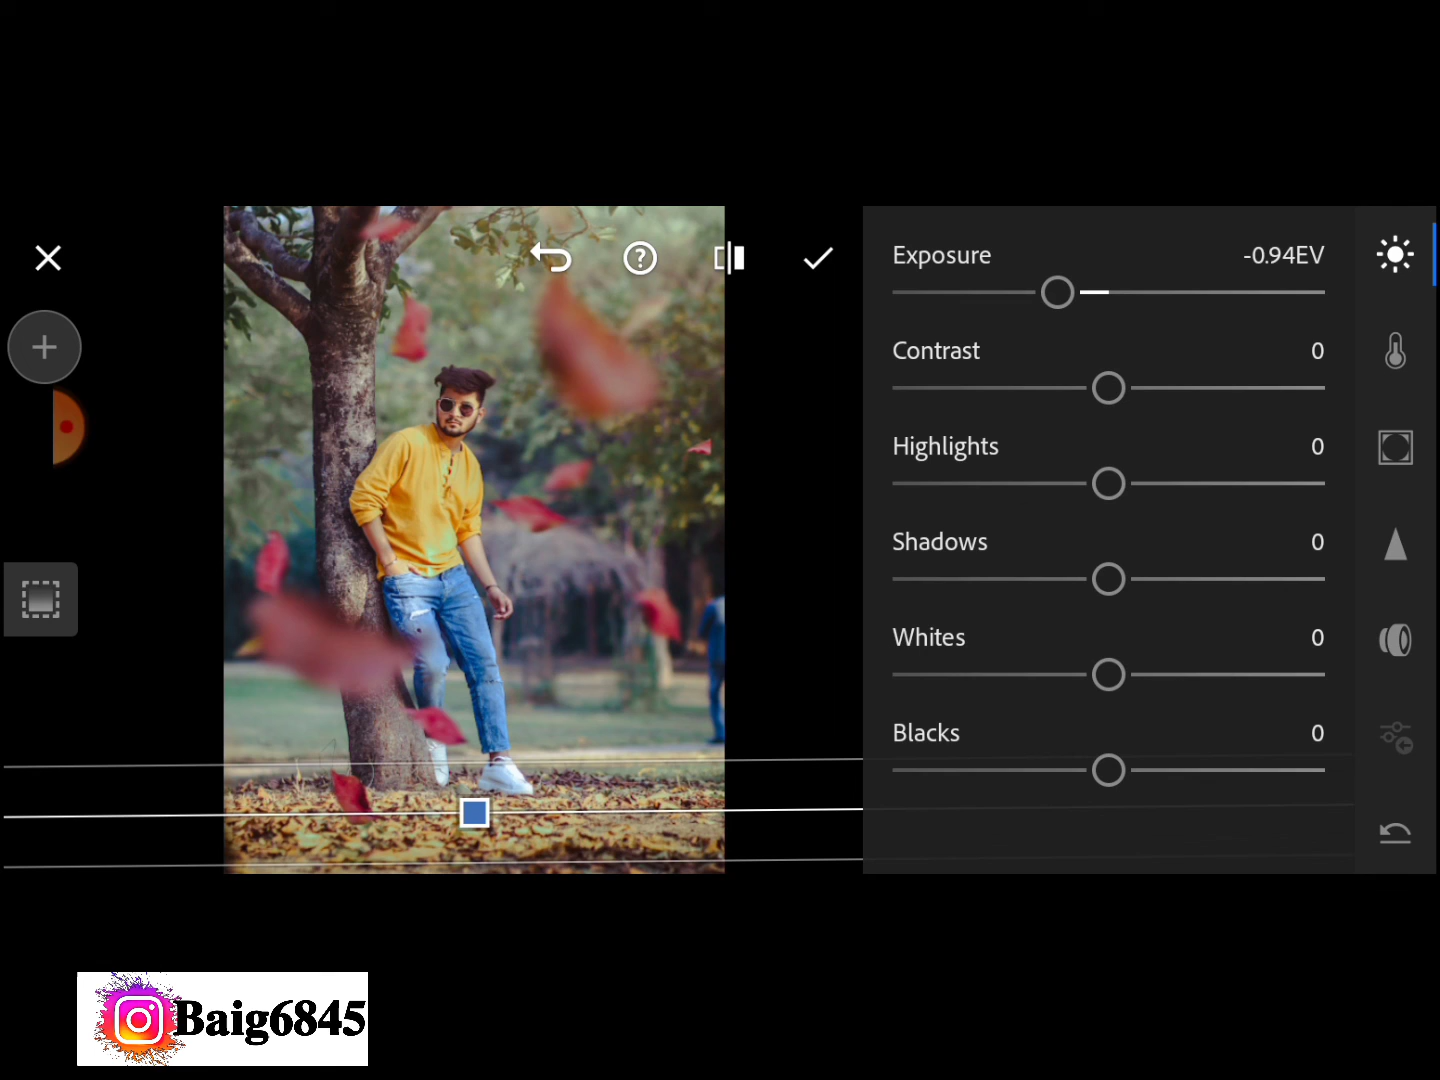 Exposure -0.94EV
Contrast 0
Highlights 0
Shadows 0
Whites 0
Blacks 0
Baig6845